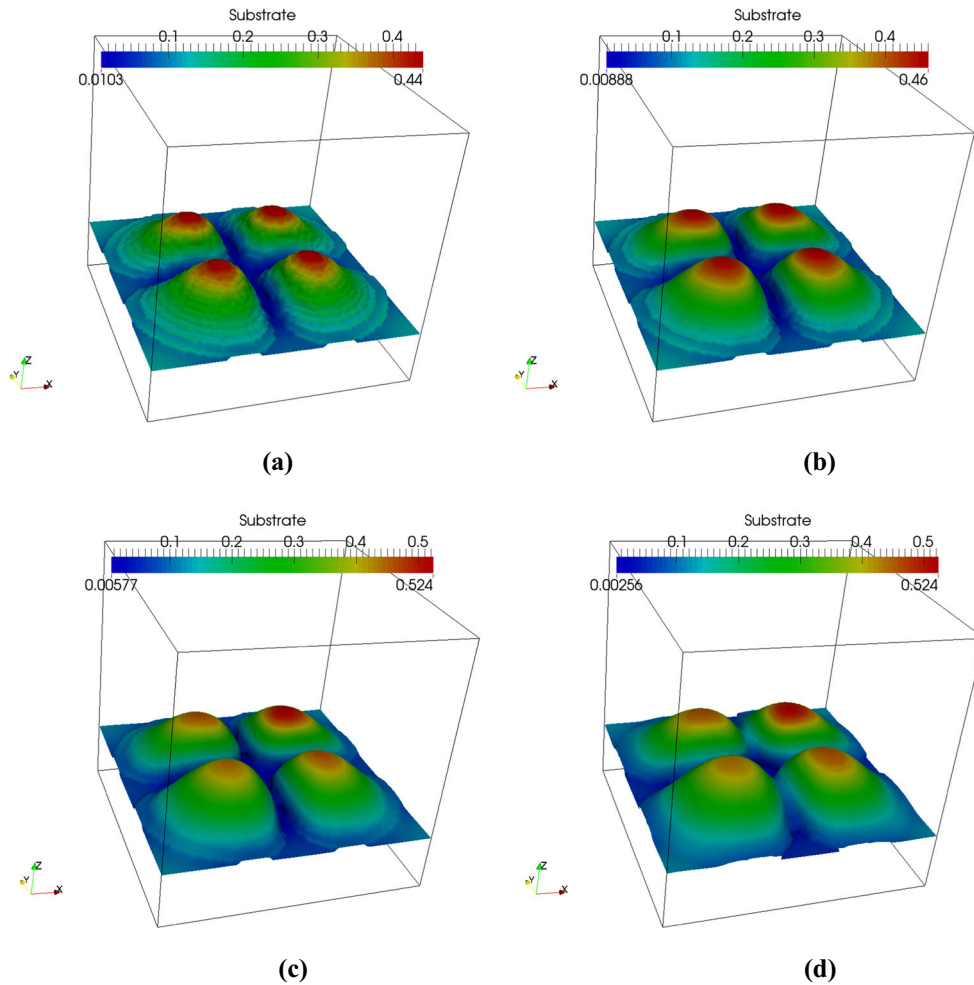 Substrate
0.1 0.2 0.3 0.4
0.0103 0.44
Z
Y
X
(a)
Substrate
0.1 0.2 0.3 0.4
0.00888 0.46
Z
Y
X
(b)
Substrate
0.1 0.2 0.3 0.4 0.5
0.00577 0.524
Z
Y
X
(c)
Substrate
0.1 0.2 0.3 0.4 0.5
0.00256 0.524
Z
Y
X
(d)